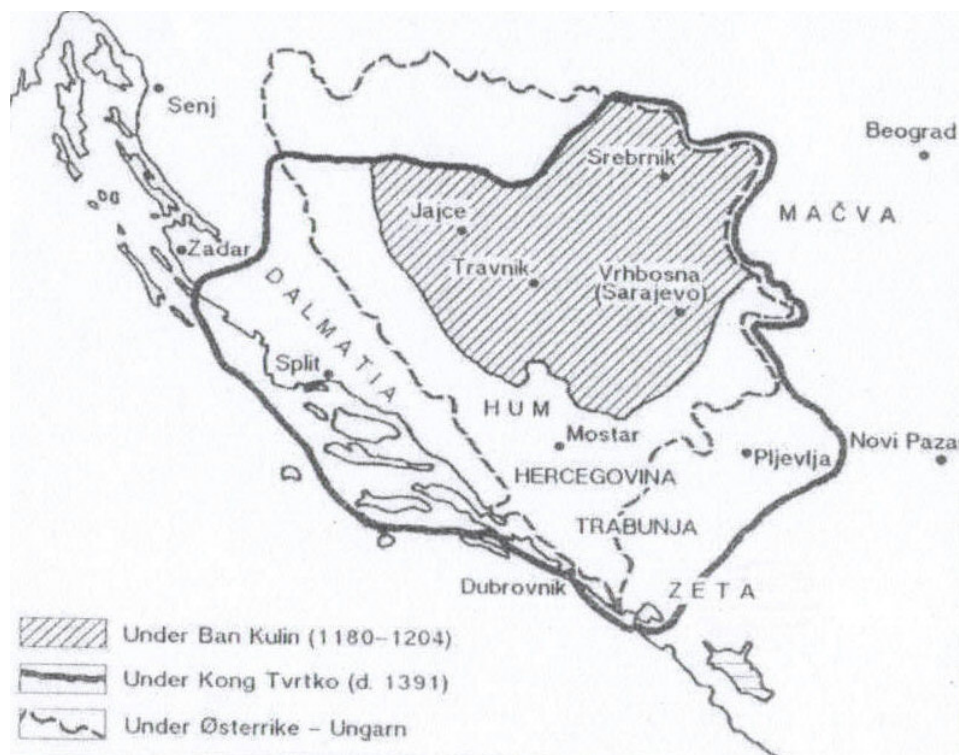 Senj
Beograd
Srebrnik
MAČVA
Jajce
Zadar
Travnik
Vrhbosna
(Sarajevo)
DALMATIA
Split
HUM
Mostar
Novi Paza
Pljevlja
HERCEGOVINA
TRABUNJA
Dubrovnik
ZETA
Under Ban Kulin (1180-1204)
Under Kong Tvrtko (d. 1391)
Under Østerrike - Ungarn